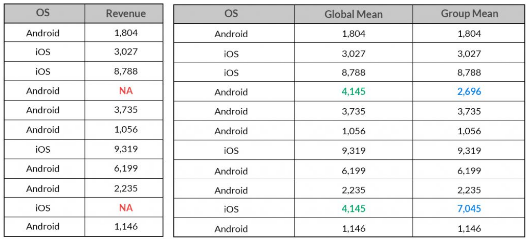 OS Revenue
Android 1,804
iOS 3,027
iOS 8,788
Android NA
Android 3,735
Android 1,056
iOS 9,319
Android 6,199
Android 2,235
iOS NA
Android 1,146
OS Global Mean Group Mean
Android 1,804 1,804
iOS 3,027 3,027
iOS 8,788 8,788
Android 4,145 2,696
Android 3,735 3,735
Android 1,056 1,056
iOS 9,319 9,319
Android 6,199 6,199
Android 2,235 2,235
iOS 4,145 7,045
Android 1,146 1,146